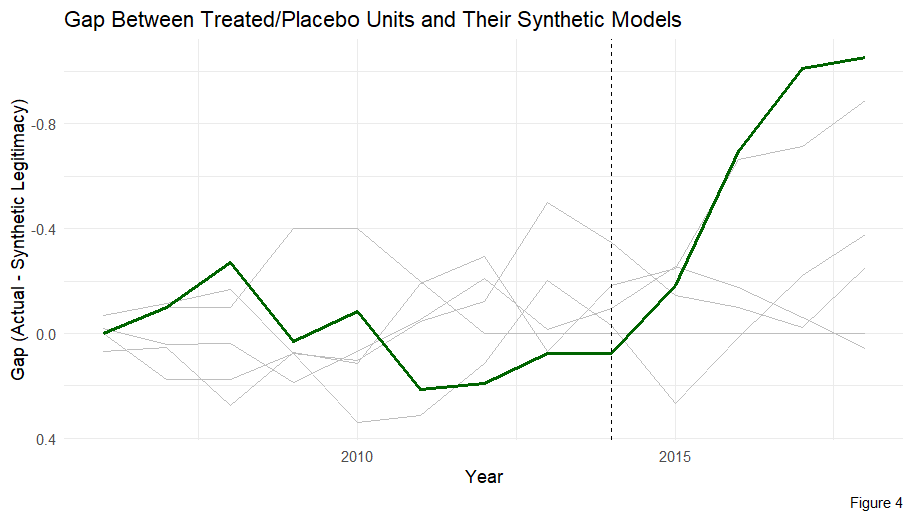 Gap Between Treated/Placebo Units and Their Synthetic Models
Gap (Actual - Synthetic Legitimacy)
-0.8
-0.4
0.0
0.4
2010
2015
Year
Figure 4